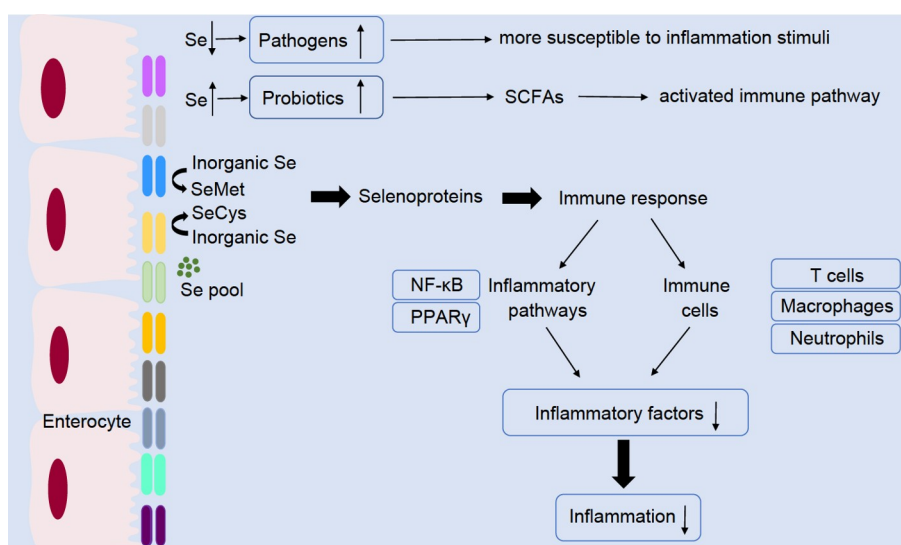 Se Pathogens more susceptible to inflammation stimuli
Se Probiotics SCFAs activated immune pathway
Inorganic Se
SeMet
SeCys
Inorganic Se
Se pool
Selenoproteins
Immune response
NF-κB
PPARγ
Inflammatory
pathways
Immune
cells
T cells
Macrophages
Neutrophils
Enterocyte
Inflammatory factors
Inflammation